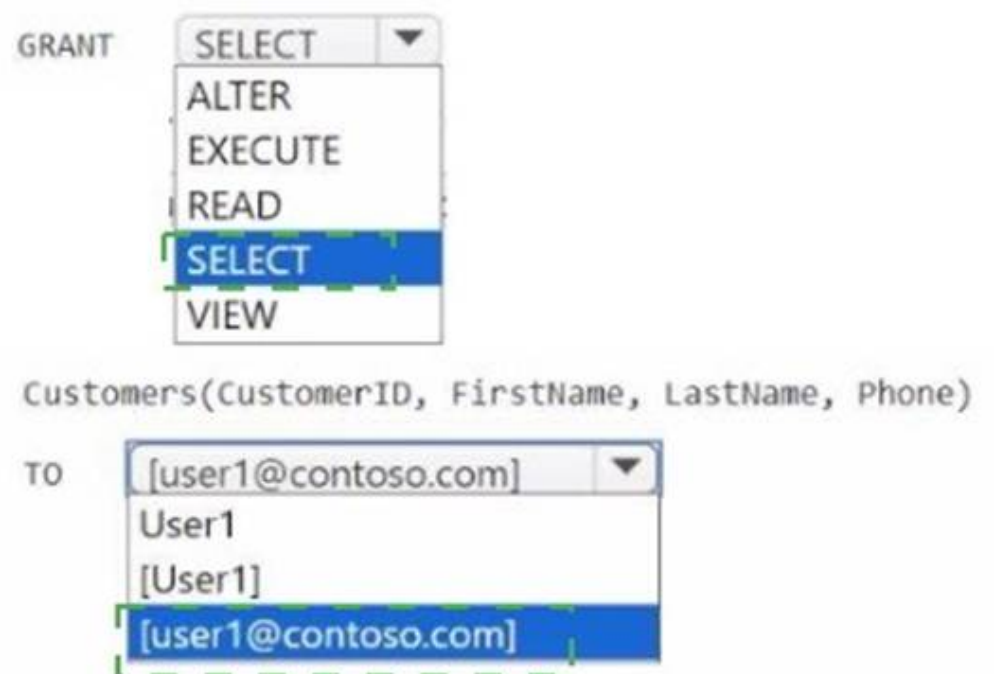 GRANT SELECT
ALTER
EXECUTE
READ
SELECT
VIEW
Customers(CustomerID, FirstName, LastName, Phone)
TO [user1@contoso.com]
User1
[User1]
[user1@contoso.com]